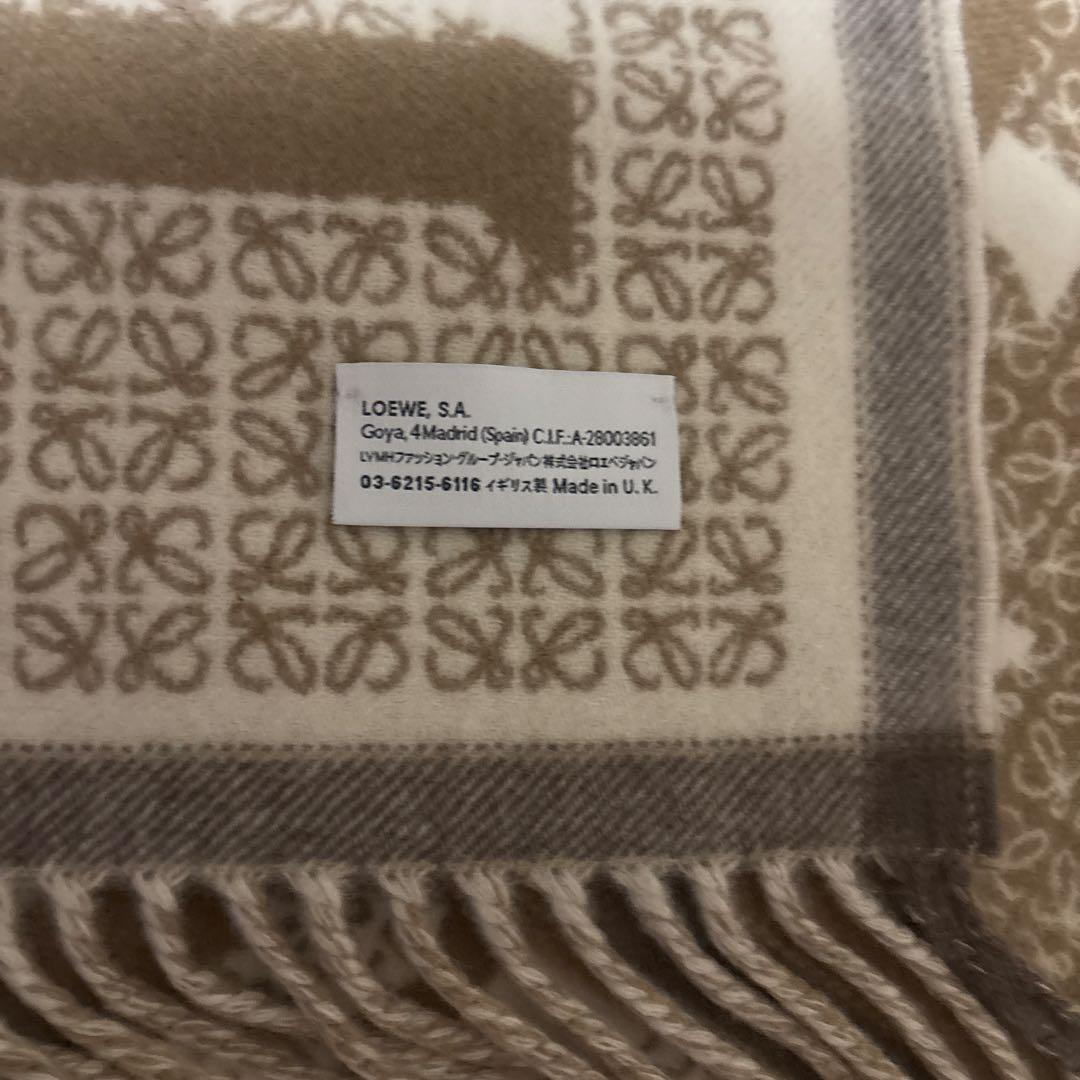 LOEWE, S.A.
Goya, 4 Madrid (Spain) C.I.F.:A-28003861
LVMHファッション・グループ・ジャパン株式会社ロエベジャパン
03-6215-6116 イギリス製 Made in U. K.